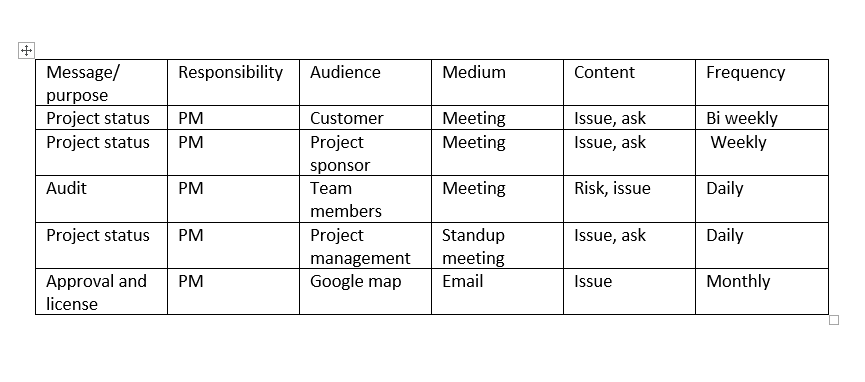 Message/ Responsibility Audience Medium Content Frequency
purpose
Project status PM Customer Meeting Issue, ask Bi weekly
Project status PM Project Meeting Issue, ask Weekly
sponsor
Audit PM Team Meeting Risk, issue Daily
members
Project status PM Project Standup Issue, ask Daily
management meeting
Approval and PM Google map Email Issue Monthly
license